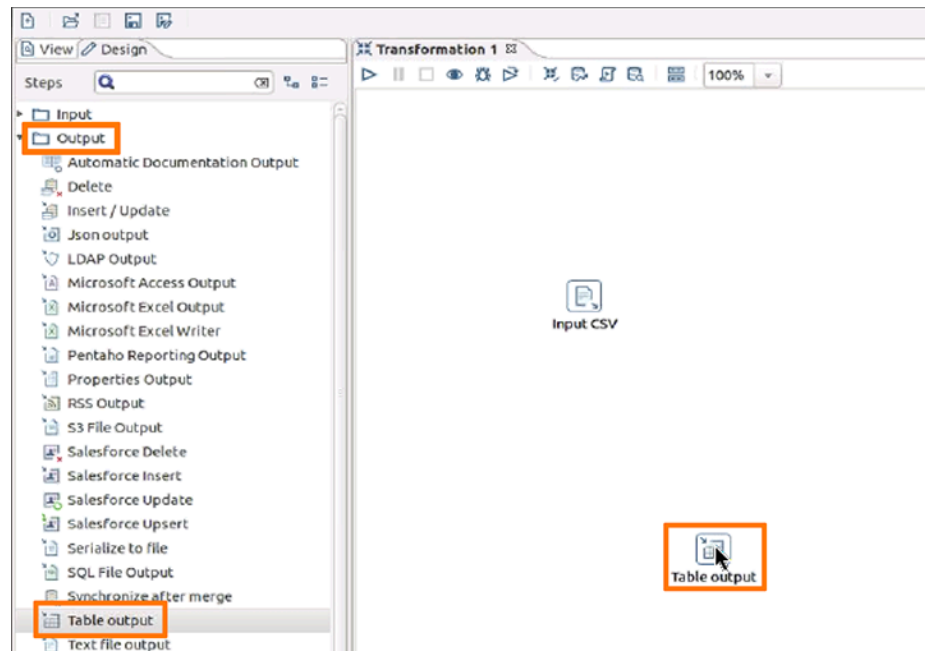 View Design
Transformation 1
Steps
100%
Input
Output
Automatic Documentation Output
Delete
Insert / Update
Json output
LDAP Output
Microsoft Access Output
Microsoft Excel Output
Microsoft Excel Writer
Pentaho Reporting Output
Properties Output
RSS Output
S3 File Output
Salesforce Delete
Salesforce Insert
Salesforce Update
Salesforce Upsert
Serialize to file
SQL File Output
Synchronize after merge
Table output
Text file output
Input CSV
Table output